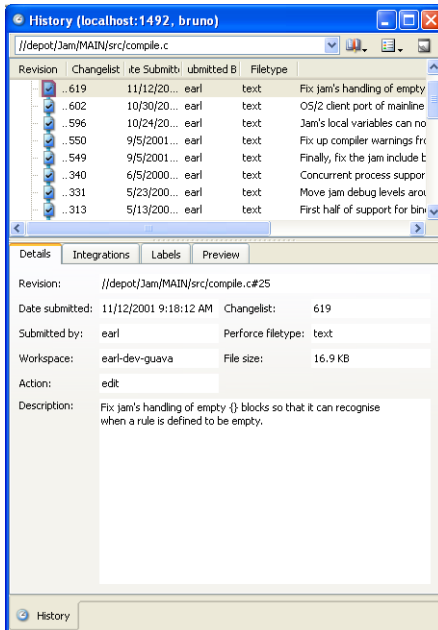 History (localhost:1492, bruno)
//depot/Jam/MAIN/src/compile.c
Revision Changelist ıte Submitt ubmitted B Filetype
..619 11/12/20... earl text Fix jam's handling of empty
..602 10/30/20... earl text OS/2 client port of mainline
..596 10/24/20... earl text Jam's local variables can no
..550 9/5/2001... earl text Fix up compiler warnings fro
..549 9/5/2001... earl text Finally, fix the jam include b
..340 6/5/2000... earl text Concurrent process suppor
..331 5/23/200... earl text Move jam debug levels arou
..313 5/13/200... earl text First half of support for bin
Details Integrations Labels Preview
Revision: //depot/Jam/MAIN/src/compile.c#25
Date submitted: 11/12/2001 9:18:12 AM Changelist: 619
Submitted by: earl Perforce filetype: text
Workspace: earl-dev-guava File size: 16.9 KB
Action: edit
Description: Fix jam's handling of empty {} blocks so that it can recognise
when a rule is defined to be empty.
History